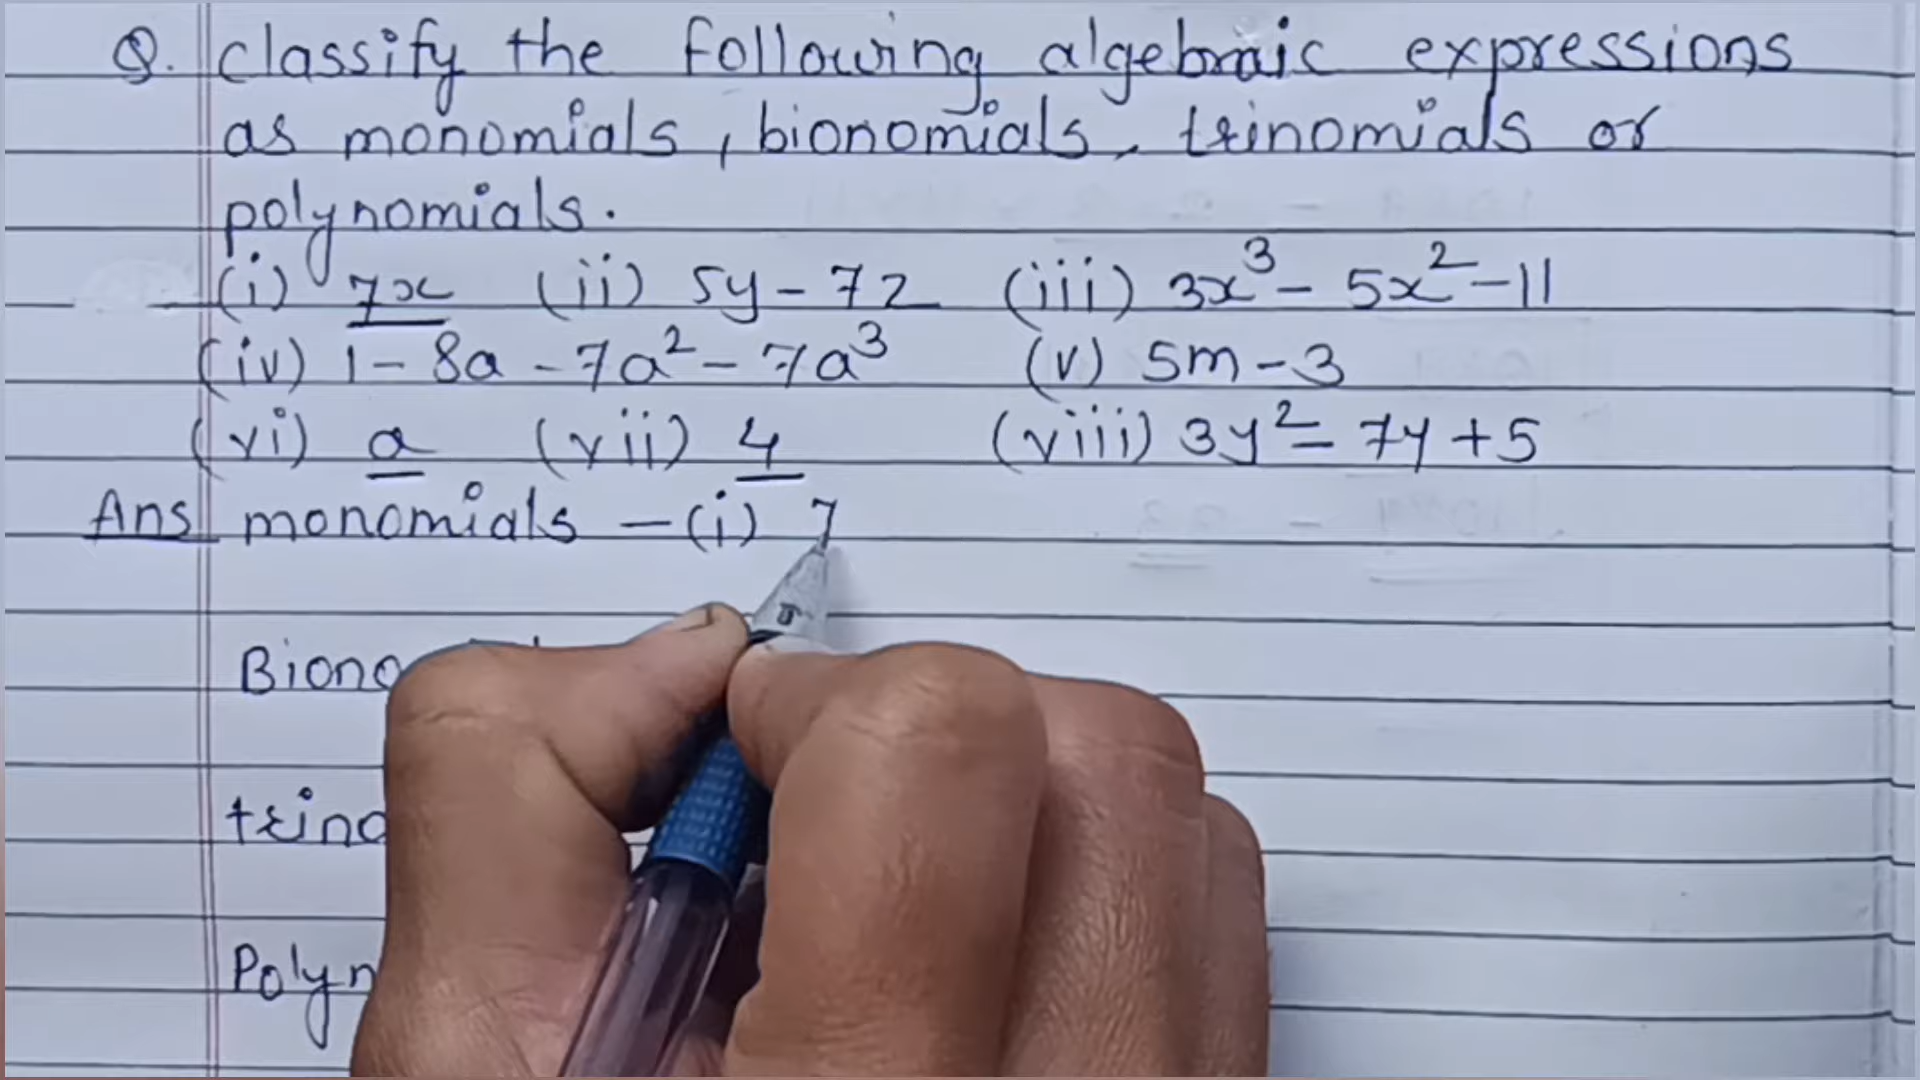 Q. Classify the following algebraic expressions
as monomials, bionomials, trinomials or
polynomials.
(i) 7x (ii) 5y - 7z (iii) 3x³ - 5x² - 11
(iv) 1 - 8a - 7a² - 7a³ (v) 5m - 3
(vi) a (vii) 4 (viii) 3y² - 7y + 5
Ans monomials - (i) 7
Biono
trino
Polyn